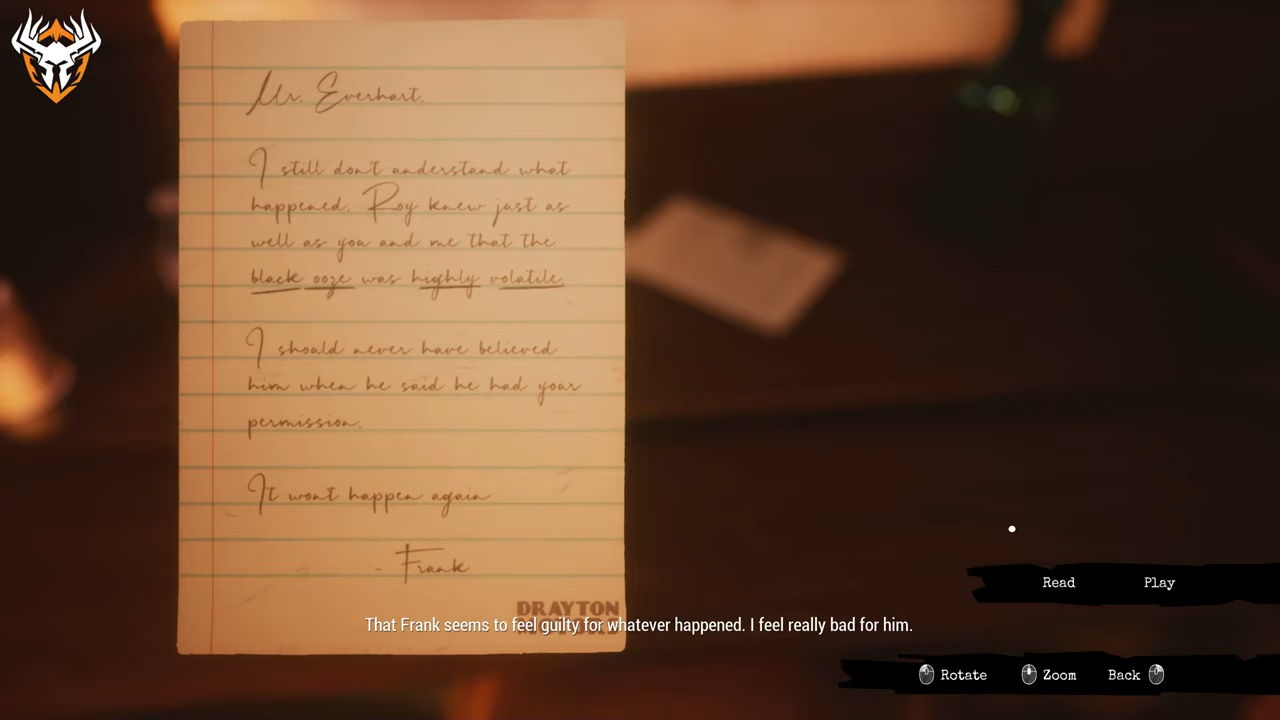 Mr. Everhart,
I still don't understand what
happened. Roy knew just as
well as you and me that the
black ooze was highly volatile.
I should never have believed
him when he said he had your
permission.
It won't happen again
- Frank
DRAYTON
That Frank seems to feel guilty for whatever happened. I feel really bad for him.
Read Play
Rotate Zoom Back